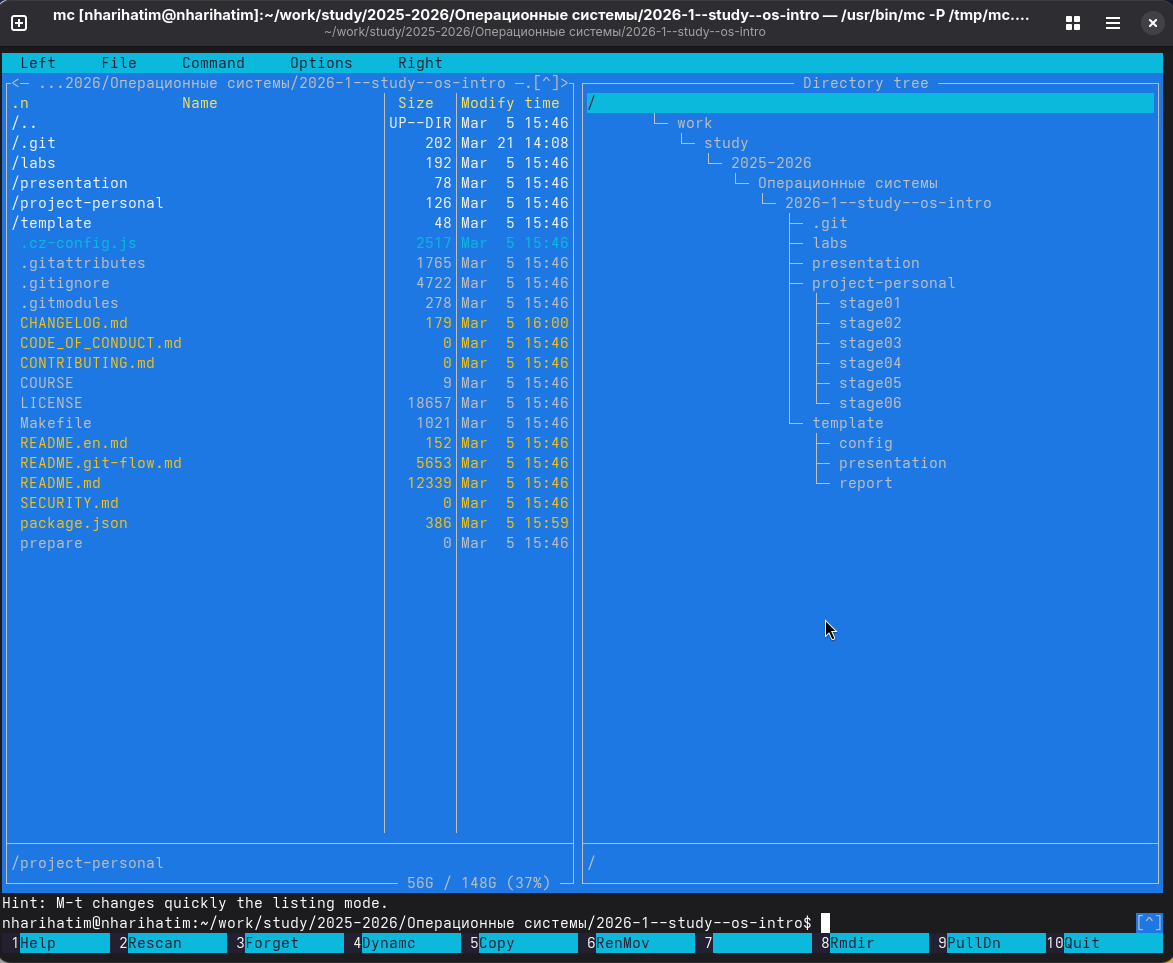 mc [nharihatim@nharihatim]:~/work/study/2025-2026/Операционные системы/2026-1--study--os-intro — /usr/bin/mc -P /tmp/mc....
~/work/study/2025-2026/Операционные системы/2026-1--study--os-intro
Left File Command Options Right
<— ...2026/Операционные системы/2026-1--study--os-intro —.[^]>
.n Name Size Modify time
/.. UP--DIR Mar 5 15:46
/.git 202 Mar 21 14:08
/labs 192 Mar 5 15:46
/presentation 78 Mar 5 15:46
/project-personal 126 Mar 5 15:46
/template 48 Mar 5 15:46
.cz-config.js 2517 Mar 5 15:46
.gitattributes 1765 Mar 5 15:46
.gitignore 4722 Mar 5 15:46
.gitmodules 278 Mar 5 15:46
CHANGELOG.md 179 Mar 5 16:00
CODE_OF_CONDUCT.md 0 Mar 5 15:46
CONTRIBUTING.md 0 Mar 5 15:46
COURSE 9 Mar 5 15:46
LICENSE 18657 Mar 5 15:46
Makefile 1021 Mar 5 15:46
README.en.md 152 Mar 5 15:46
README.git-flow.md 5653 Mar 5 15:46
README.md 12339 Mar 5 15:46
SECURITY.md 0 Mar 5 15:46
package.json 386 Mar 5 15:59
prepare 0 Mar 5 15:46
/project-personal
56G / 148G (37%)
Directory tree
/
work
study
2025-2026
Операционные системы
2026-1--study--os-intro
.git
labs
presentation
project-personal
stage01
stage02
stage03
stage04
stage05
stage06
template
config
presentation
report
/
Hint: M-t changes quickly the listing mode.
nharihatim@nharihatim:~/work/study/2025-2026/Операционные системы/2026-1--study--os-intro$ [^]
1Help 2Rescan 3Forget 4Dynamc 5Copy 6RenMov 7 8Rmdir 9PullDn 10Quit